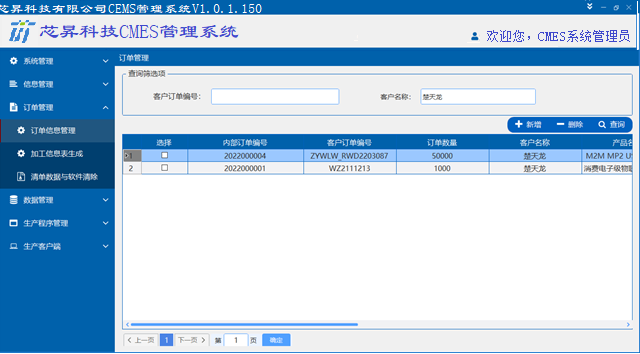 芯昇科技有限公司CEMS管理系统V1.0.1.150
芯昇科技CMES管理系统
欢迎您，CMES系统管理员
系统管理
信息管理
订单管理
订单信息管理
加工信息表生成
清单数据与软件清除
数据管理
生产程序管理
生产客户端
订单管理
查询筛选项
客户订单编号：
客户名称： 楚天龙
新增 删除 查询
选择 内部订单编号 客户订单编号 订单数量 客户名称 产品名
1 2022000004 ZYWLW_RWD2203087 50000 楚天龙 M2M MP2 U
2 2022000001 WZ2111213 1000 楚天龙 消费电子级物联
上一页 1 下一页 第 1 页 确定